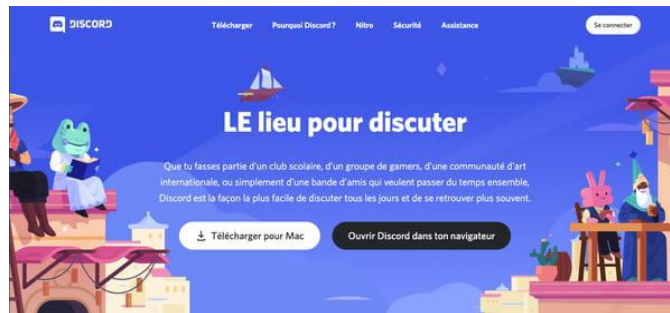 DISCORD
Télécharger Pourquoi Discord? Nitro Sécurité Assistance
Se connecter
LE lieu pour discuter
Que tu fasses partie d'un club scolaire, d'un groupe de gamers, d'une communauté d'art
internationale, ou simplement d'une bande d'amis qui veulent passer du temps ensemble,
Discord est la façon la plus facile de discuter tous les jours et de se retrouver plus souvent.
Télécharger pour Mac
Ouvrir Discord dans ton navigateur